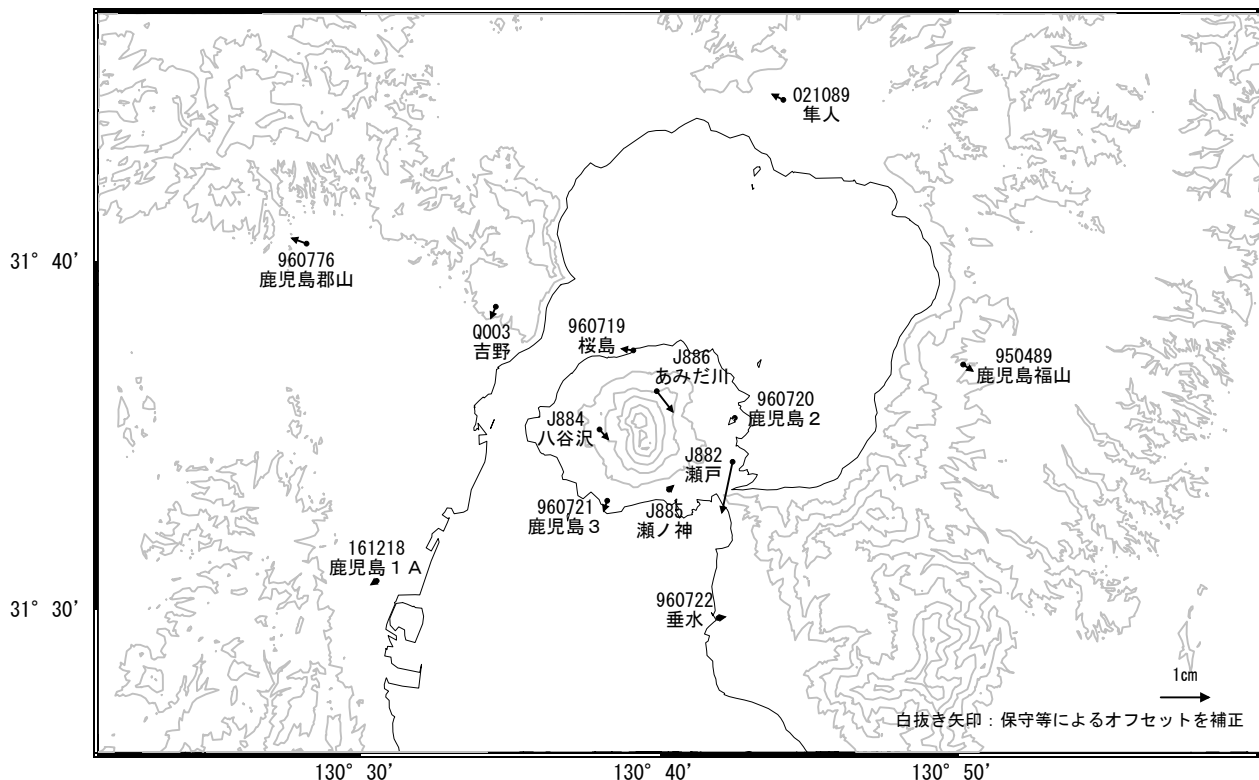 021089
隼人
31° 40'
960776
鹿児島郡山
Q003
吉野
960719
桜島
J886
あみだ川
950489
鹿児島福山
960720
鹿児島２
J884
八谷沢
J882
瀬戸
960721
鹿児島３
J885
瀬ノ神
161218
鹿児島１Ａ
31° 30'
960722
垂水
1cm
白抜き矢印：保守等によるオフセットを補正
130° 30'
130° 40'
130° 50'